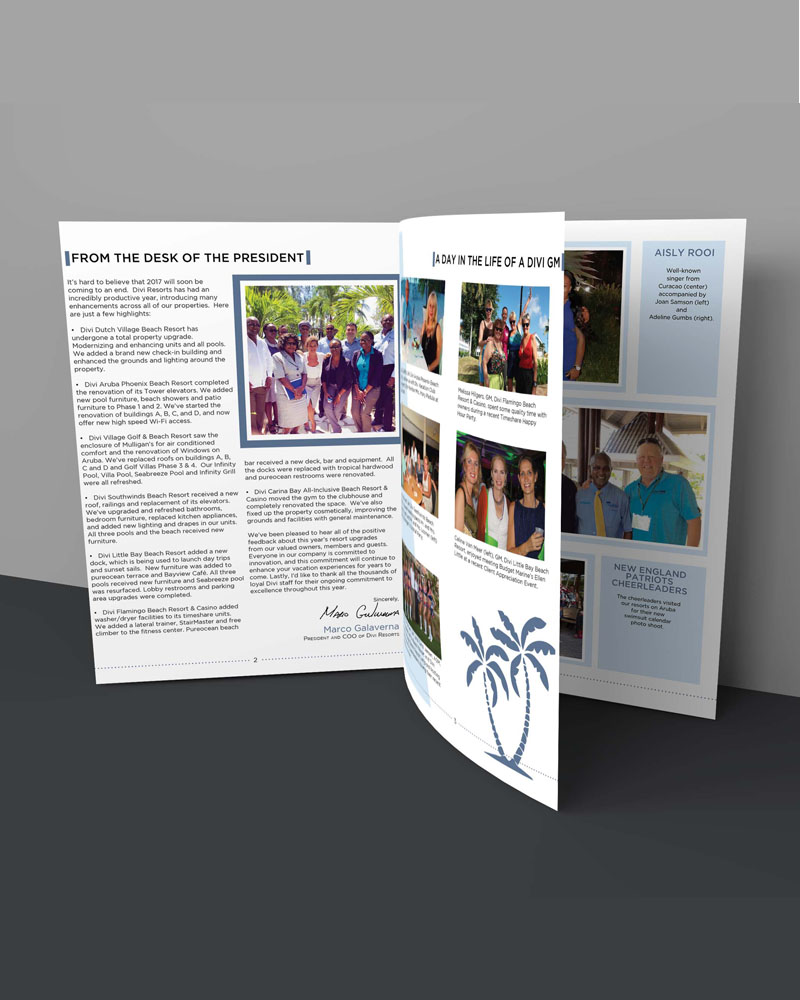 FROM THE DESK OF THE PRESIDENT
It's hard to believe that 2017 will soon be
coming to an end. Divi Resorts has had an
incredibly productive year, introducing many
enhancements across all of our properties. Here
are just a few highlights:
• Divi Dutch Village Beach Resort has
undergone a total property upgrade.
Modernizing and enhancing units and all pools.
We added a brand new check-in building and
enhanced the grounds and lighting around the
property.
• Divi Aruba Phoenix Beach Resort completed
the renovation of its Tower elevators. We added
new pool furniture, beach showers and patio
furniture to Phase 1 and 2. We've started the
renovation of buildings A, B, C, and D, and now
offer new high speed Wi-Fi access.
• Divi Village Golf & Beach Resort saw the
enclosure of Mulligan's for air conditioned
comfort and the renovation of Windows on
Aruba. We've replaced roofs on buildings A, B,
C and D and Golf Villas Phase 3 & 4. Our Infinity
Pool, Villa Pool, Seabreeze Pool and Infinity Grill
were all refreshed.
• Divi Southwinds Beach Resort received a new
roof, railings and replacement of its elevators.
We've upgraded and refreshed bathrooms,
bedroom furniture, replaced kitchen appliances,
and added new lighting and drapes in our units.
All three pools and the beach received new
furniture.
• Divi Little Bay Beach Resort added a new
dock, which is being used to launch day trips
and sunset sails. New furniture was added to
pureocean terrace and Bayview Café. All three
pools received new furniture and Seabreeze pool
was resurfaced. Lobby restrooms and parking
area upgrades were completed.
• Divi Flamingo Beach Resort & Casino added
washer/dryer facilities to its timeshare units.
We added a lateral trainer, StairMaster and free
climber to the fitness center. Pureocean beach
bar received a new deck, bar and equipment. All
the docks were replaced with tropical hardwood
and pureocean restrooms were renovated.
• Divi Carina Bay All-Inclusive Beach Resort &
Casino moved the gym to the clubhouse and
completely renovated the space. We've also
fixed up the property cosmetically, improving the
grounds and facilities with general maintenance.
We've been pleased to hear all of the positive
feedback about this year's resort upgrades
from our valued owners, members and guests.
Everyone in our company is committed to
innovation, and this commitment will continue to
enhance your vacation experiences for years to
come. Lastly, I'd like to thank all the thousands of
loyal Divi staff for their ongoing commitment to
excellence throughout this year.
Sincerely,
Marco Galaverna
President and COO of Divi Resorts
2
A DAY IN THE LIFE OF A DIVI GM
Melissa Hilgers, GM, Divi Flamingo Beach
Resort & Casino, spent some quality time with
owners during a recent Timeshare Happy
Hour Party.
Celine van Meer (left), GM, Divi Little Bay Beach
Resort, enjoyed meeting Budget Marine's Ellen
Lima at a recent Client Appreciation Event.
3
AISLY ROOI
Well-known
singer from
Curacao (center)
accompanied by
Joan Samson (left)
and
Adeline Gumbs (right).
NEW ENGLAND
PATRIOTS
CHEERLEADERS
The cheerleaders visited
our resorts on Aruba
for their new
swimsuit calendar
photo shoot.